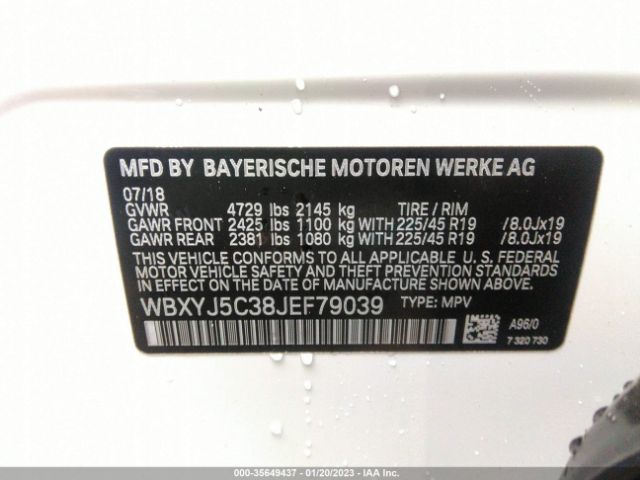 MFD BY BAYERISCHE MOTOREN WERKE AG
07/18
GVWR 4729 lbs 2145 kg TIRE / RIM
GAWR FRONT 2425 lbs 1100 kg WITH 225/45 R19 /8.0Jx19
GAWR REAR 2381 lbs 1080 kg WITH 225/45 R19 /8.0Jx19
THIS VEHICLE CONFORMS TO ALL APPLICABLE U. S. FEDERAL
MOTOR VEHICLE SAFETY, BUMPER, AND THEFT PREVENTION STANDARDS
IN EFFECT ON THE DATE OF MANUFACTURE SHOWN ABOVE.
WBXYJ5C38JEF79039 TYPE: MPV
A96/0
7 320 730
000-35649437 - 01/20/2023 - IAAI.COM